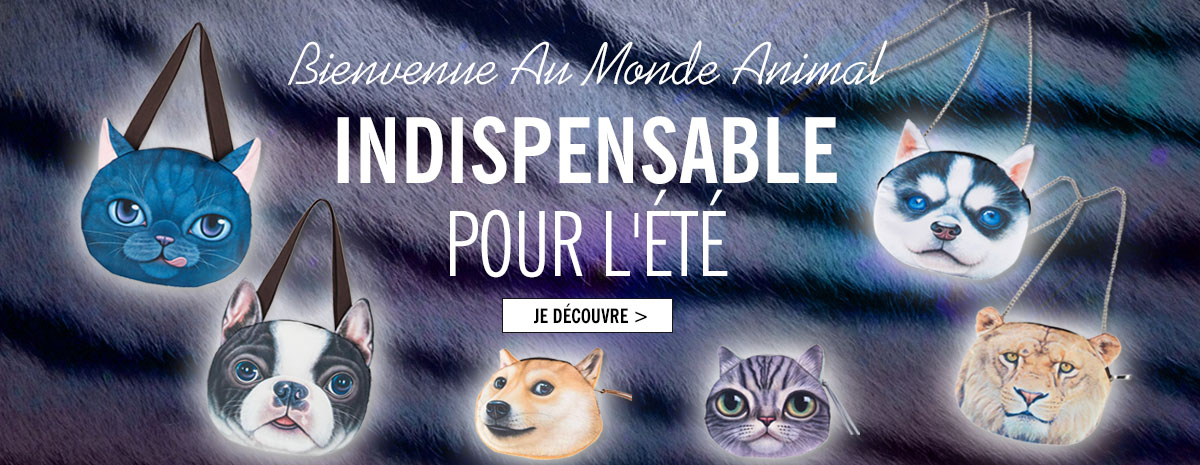 Bienvenue Au Monde Animal
INDISPENSABLE
POUR L'ÉTÉ
JE DÉCOUVRE >